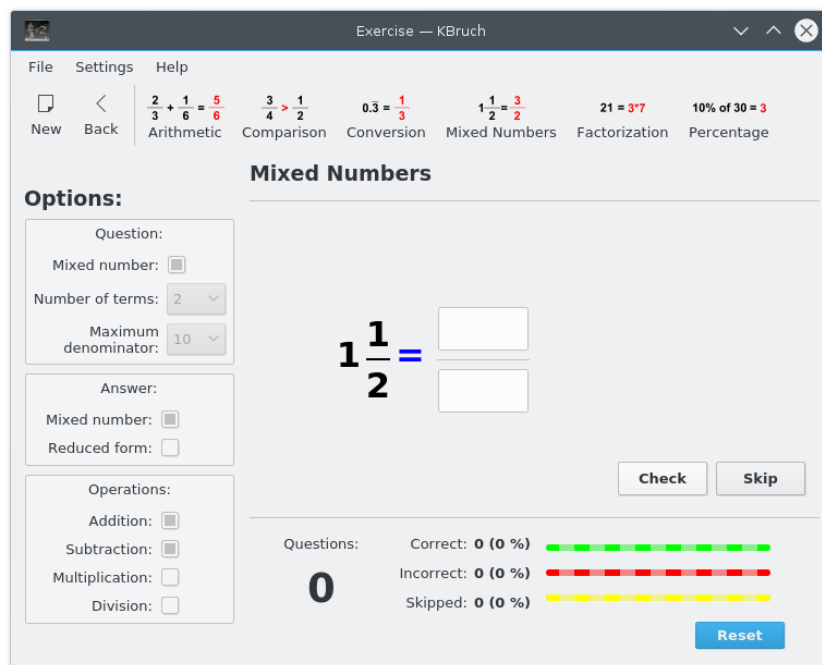 Exercise — KBruch
File Settings Help
New
Back
2/3 + 1/6 = 5/6
Arithmetic
3/4 > 1/2
Comparison
0.3̅ = 1/3
Conversion
1 1/2 = 3/2
Mixed Numbers
21 = 3*7
Factorization
10% of 30 = 3
Percentage
Options:
Question:
Mixed number:
Number of terms: 2
Maximum
denominator: 10
Answer:
Mixed number:
Reduced form:
Operations:
Addition:
Subtraction:
Multiplication:
Division:
Mixed Numbers
1 1/2 =
Check
Skip
Questions:
0
Correct: 0 (0 %)
Incorrect: 0 (0 %)
Skipped: 0 (0 %)
Reset